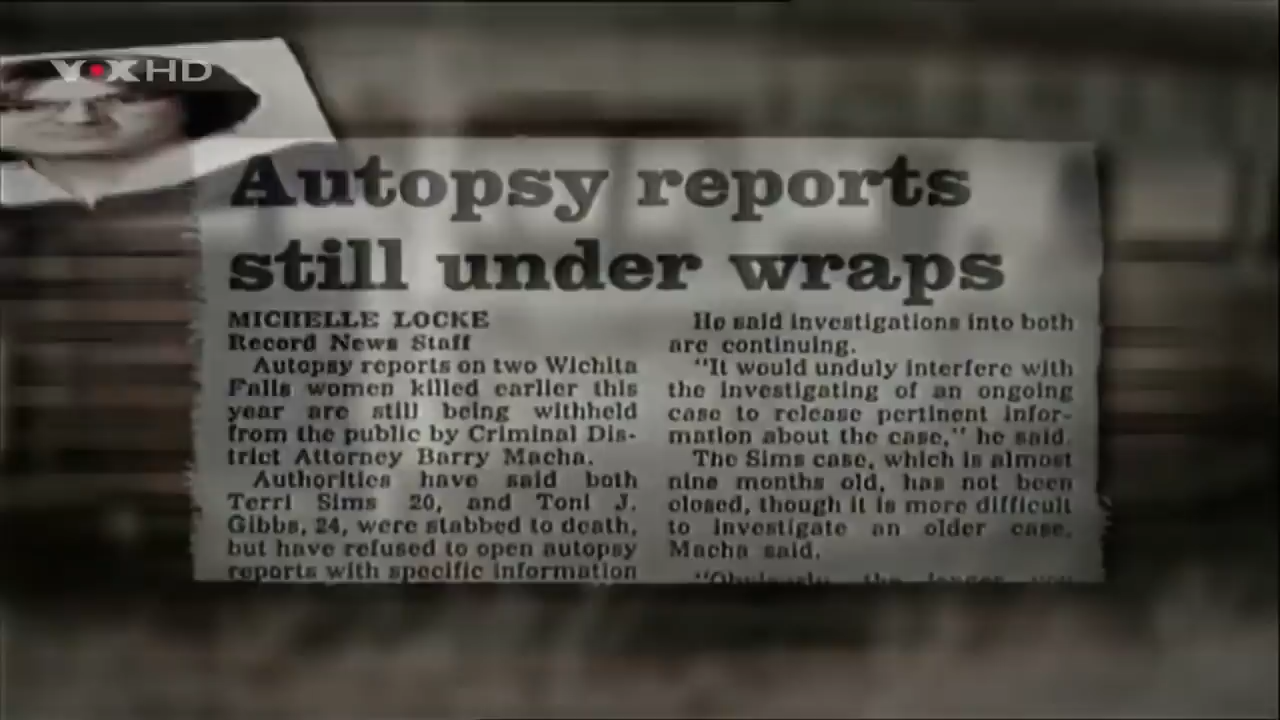 VOXHD
Autopsy reports
still under wraps
MICHELLE LOCKE
Record News Staff
Autopsy reports on two Wichita
Falls women killed earlier this
year are still being withheld
from the public by Criminal Dis-
trict Attorney Barry Macha.
Authorities have said both
Terri Sims 20, and Toni J.
Gibbs, 24, were stabbed to death,
but have refused to open autopsy
reports with specific information
He said investigations into both
are continuing.
"It would unduly interfere with
the investigating of an ongoing
case to release pertinent infor-
mation about the case," he said.
The Sims case, which is almost
nine months old, has not been
closed, though it is more difficult
to investigate an older case,
Macha said.
"Obviously, the longer you